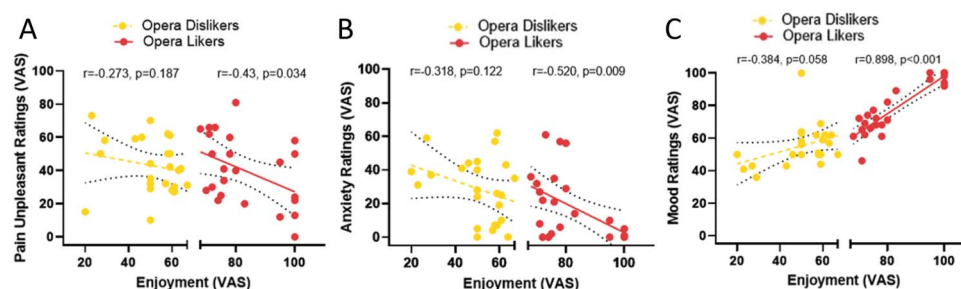 A
Opera Dislikers
Opera Likers
r=-0.273, p=0.187
r=-0.43, p=0.034
Pain Unpleasant Ratings (VAS)
100
80
60
40
20
0
20
40
60
80
100
Enjoyment (VAS)
B
Opera Dislikers
Opera Likers
r=-0.318, p=0.122
r=-0.520, p=0.009
Anxiety Ratings (VAS)
100
80
60
40
20
0
20
40
60
80
100
Enjoyment (VAS)
C
Opera Dislikers
Opera Likers
r=-0.384, p=0.058
r=0.898, p<0.001
Mood Ratings (VAS)
100
80
60
40
20
0
20
40
60
80
100
Enjoyment (VAS)